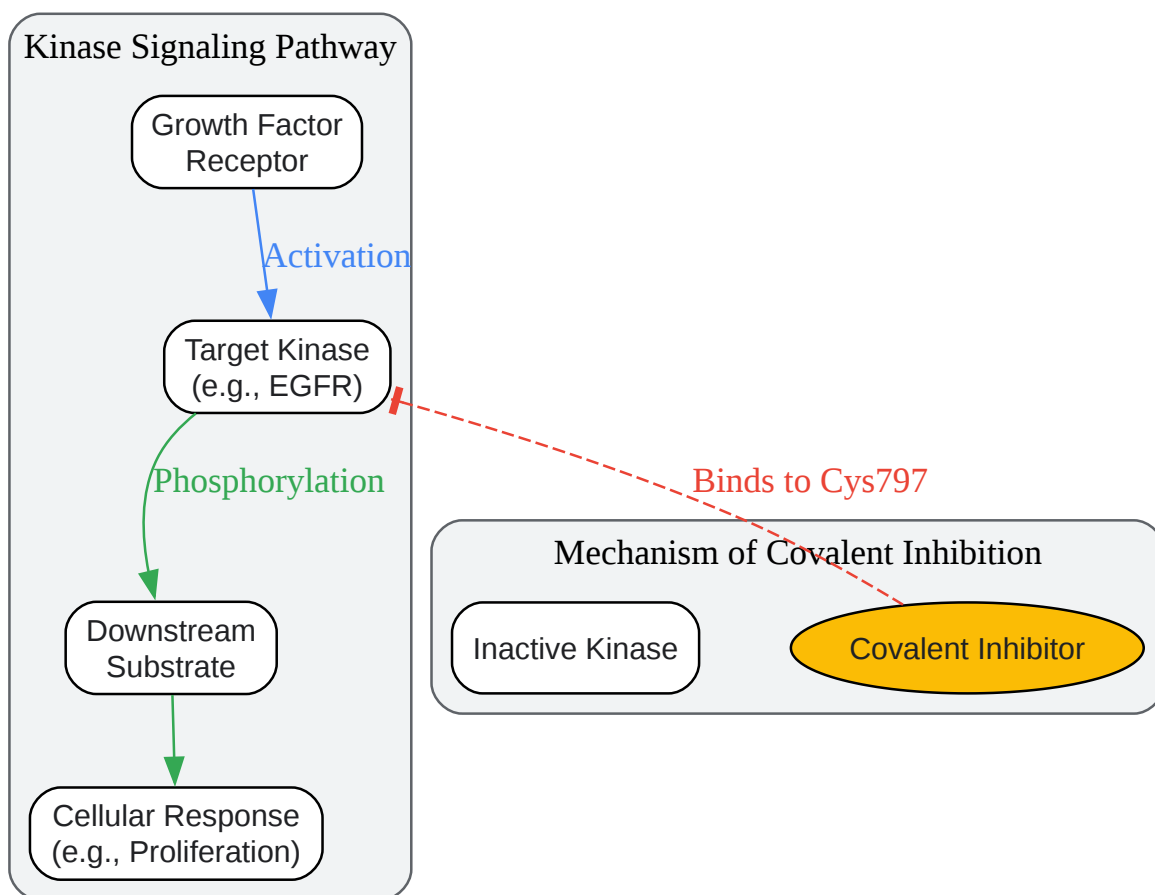 Kinase Signaling Pathway
Growth Factor
Receptor
Activation
Target Kinase
(e.g., EGFR)
Phosphorylation
Binds to Cys797
Mechanism of Covalent Inhibition
Downstream
Substrate
Inactive Kinase
Covalent Inhibitor
Cellular Response
(e.g., Proliferation)